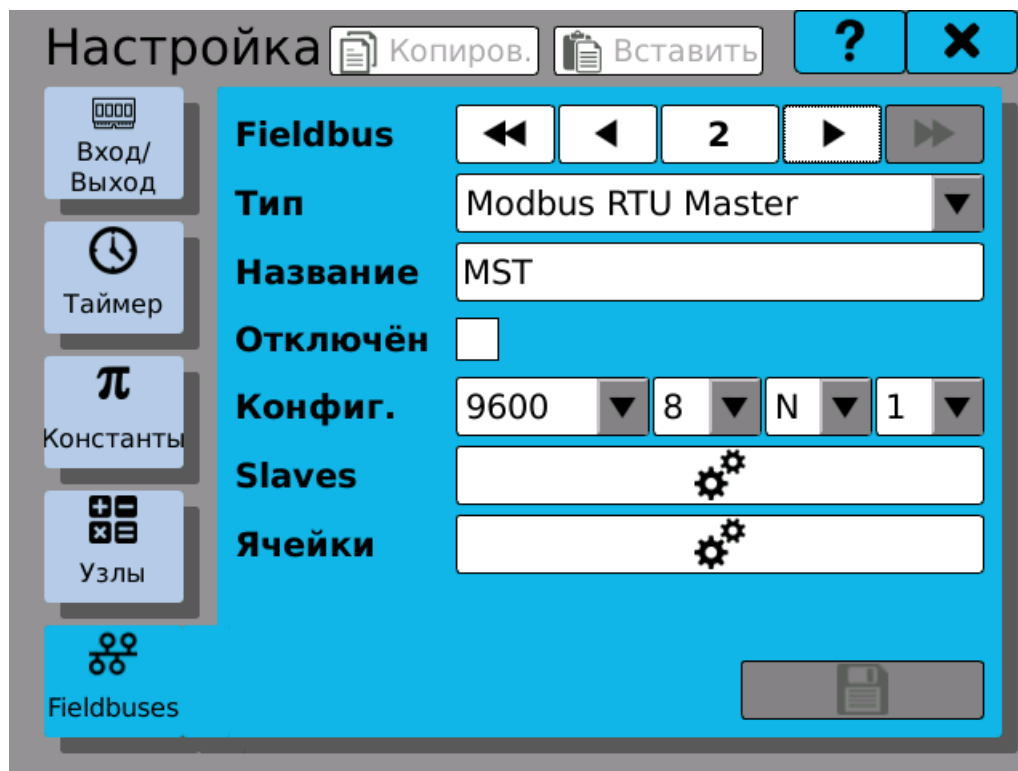 Настройка Копиров. Вставить ? ×
Вход/
Выход
Таймер
π
Константы
Узлы
Fieldbuses
Fieldbus 2
Тип Modbus RTU Master
Название MST
Отключён
Конфиг. 9600 8 N 1
Slaves
Ячейки